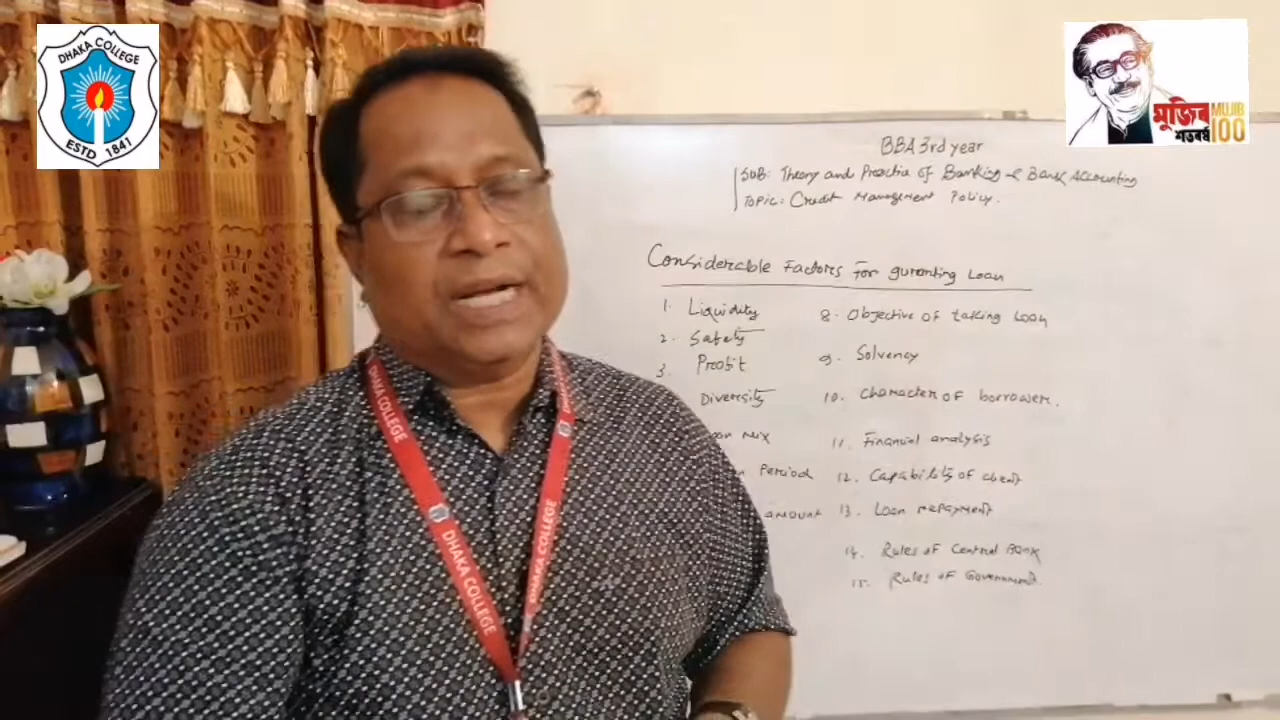 DHAKA COLLEGE
ESTD 1841
মুজিব
শতবর্ষ
MUJIB
100
BBA 3rd year
SUB: Theory and Practice of Banking & Bank Accounting
Topic: Credit Management Policy.
Considerable Factors For guranting Loan
1. Liquidity
2. Safety
3. Profit
Diversity
mix
Period
amount
8. Objective of taking Loan
9. Solvency
10. Character of borrower.
11. Financial analysis
12. Capability of client
13. Loan repayment
14. Rules of Central Bank
15. Rules of Government
DHAKA COLLEGE
DHAKA COLLEGE
DHAKA COLLEGE